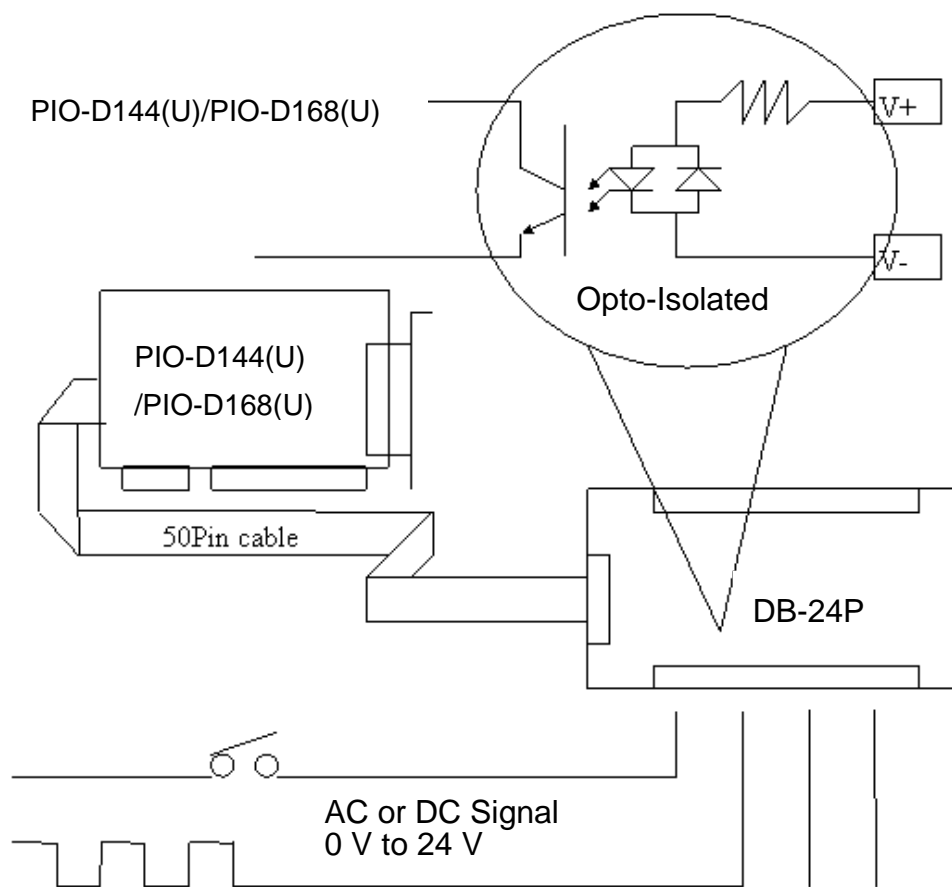 PIO-D144(U)/PIO-D168(U)
V+
V-
Opto-Isolated
PIO-D144(U)
/PIO-D168(U)
50Pin cable
DB-24P
AC or DC Signal
0 V to 24 V